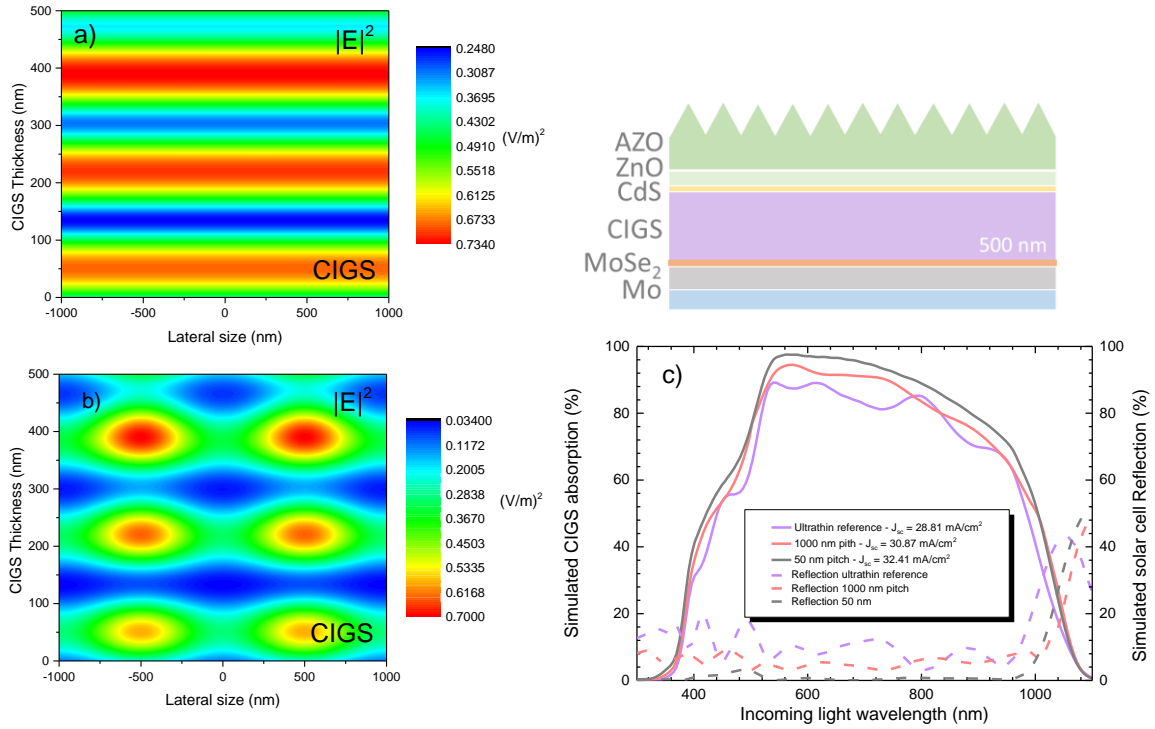 a)
|E|²
500
400
300
200
100
0
-1000 -500 0 500 1000
CIGS Thickness (nm)
Lateral size (nm)
CIGS
0.2480
0.3087
0.3695
0.4302
0.4910
0.5518
0.6125
0.6733
0.7340
(V/m)²
AZO
ZnO
CdS
CIGS
500 nm
MoSe₂
Mo
b)
|E|²
500
400
300
200
100
0
-1000 -500 0 500 1000
CIGS Thickness (nm)
Lateral size (nm)
CIGS
0.03400
0.1172
0.2005
0.2838
0.3670
0.4503
0.5335
0.6168
0.7000
(V/m)²
c)
100
80
60
40
20
0
Simulated CIGS absorption (%)
Ultrathin reference - Jsc = 28.81 mA/cm²
1000 nm pith - Jsc = 30.87 mA/cm²
50 nm pitch - Jsc = 32.41 mA/cm²
Reflection ultrathin reference
Reflection 1000 nm pitch
Reflection 50 nm
400 600 800 1000
Incoming light wavelength (nm)
100
80
60
40
20
0
Simulated solar cell Reflection (%)